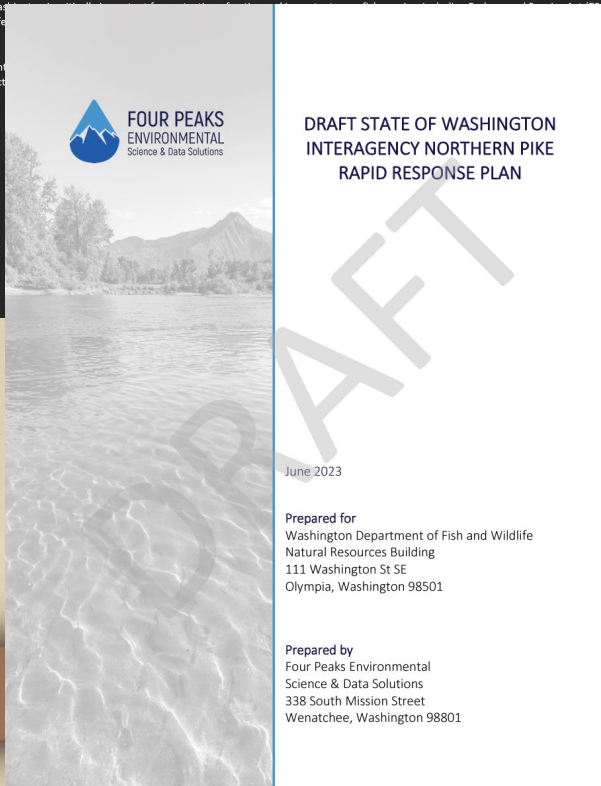 FOUR PEAKS
ENVIRONMENTAL
Science & Data Solutions
DRAFT STATE OF WASHINGTON
INTERAGENCY NORTHERN PIKE
RAPID RESPONSE PLAN
DRAFT
June 2023
Prepared for
Washington Department of Fish and Wildlife
Natural Resources Building
111 Washington St SE
Olympia, Washington 98501
Prepared by
Four Peaks Environmental
Science & Data Solutions
338 South Mission Street
Wenatchee, Washington 98801